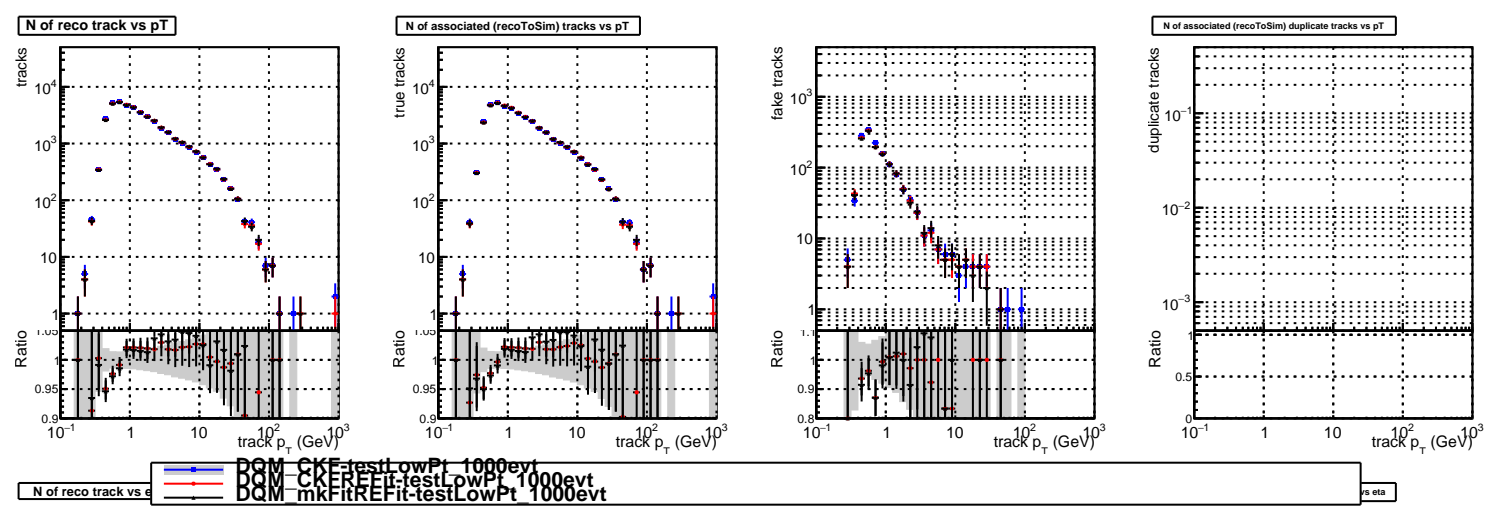 N of reco track vs pT
N of associated (recoToSim) tracks vs pT
N of associated (recoToSim) duplicate tracks vs pT
tracks
10^4
10^3
10^2
10
1
Ratio
1.05
1
0.95
0.9
10^−1
1
10
10^2
10^3
track p_T (GeV)
true tracks
10^4
10^3
10^2
10
1
Ratio
1.05
1
0.95
0.9
10^−1
1
10
10^2
10^3
track p_T (GeV)
fake tracks
10^3
10^2
10
1
Ratio
1.1
1
0.9
0.8
10^−1
1
10
10^2
10^3
track p_T (GeV)
duplicate tracks
10^−1
10^−2
10^−3
Ratio
1
0.5
0
10^−1
1
10
10^2
10^3
track p_T (GeV)
DQM_CKF-testLowPt_1000evt
DQM_CKFREFit-testLowPt_1000evt
DQM_mkFitREFit-testLowPt_1000evt
N of reco track vs e
vs eta